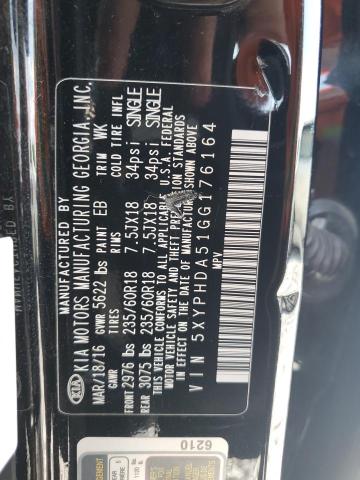 MANUFACTURED BY
KIA KIA MOTORS MANUFACTURING GEORGIA, INC.
MAR/18/16 GVWR 5622 lbs PAINT EB TRIM WK
GAWR TIRES RIMS COLD TIRE INFL
FRONT 2976 lbs 235/60R18 7.5JX18 34psi SINGLE
REAR 3075 lbs 235/60R18 7.5JX18 34psi SINGLE
THIS VEHICLE CONFORMS TO ALL APPLICABLE U.S.A. FEDERAL
MOTOR VEHICLE SAFETY AND THEFT PREVENTION STANDARDS
IN EFFECT ON THE DATE OF MANUFACTURE
VIN 5XYPHDA51GG176164
MPV
6210